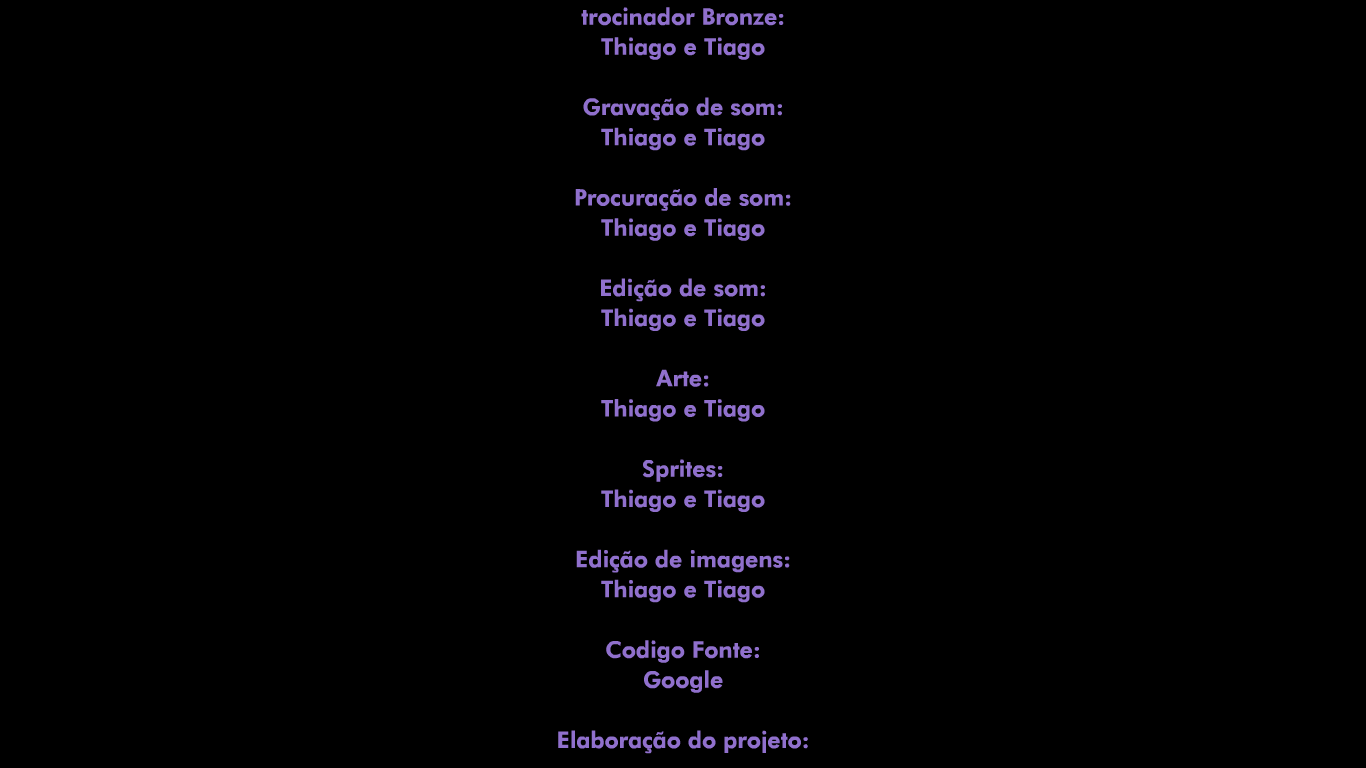 trocinador Bronze:
Thiago e Tiago
Gravação de som:
Thiago e Tiago
Procuração de som:
Thiago e Tiago
Edição de som:
Thiago e Tiago
Arte:
Thiago e Tiago
Sprites:
Thiago e Tiago
Edição de imagens:
Thiago e Tiago
Codigo Fonte:
Google
Elaboração do projeto: